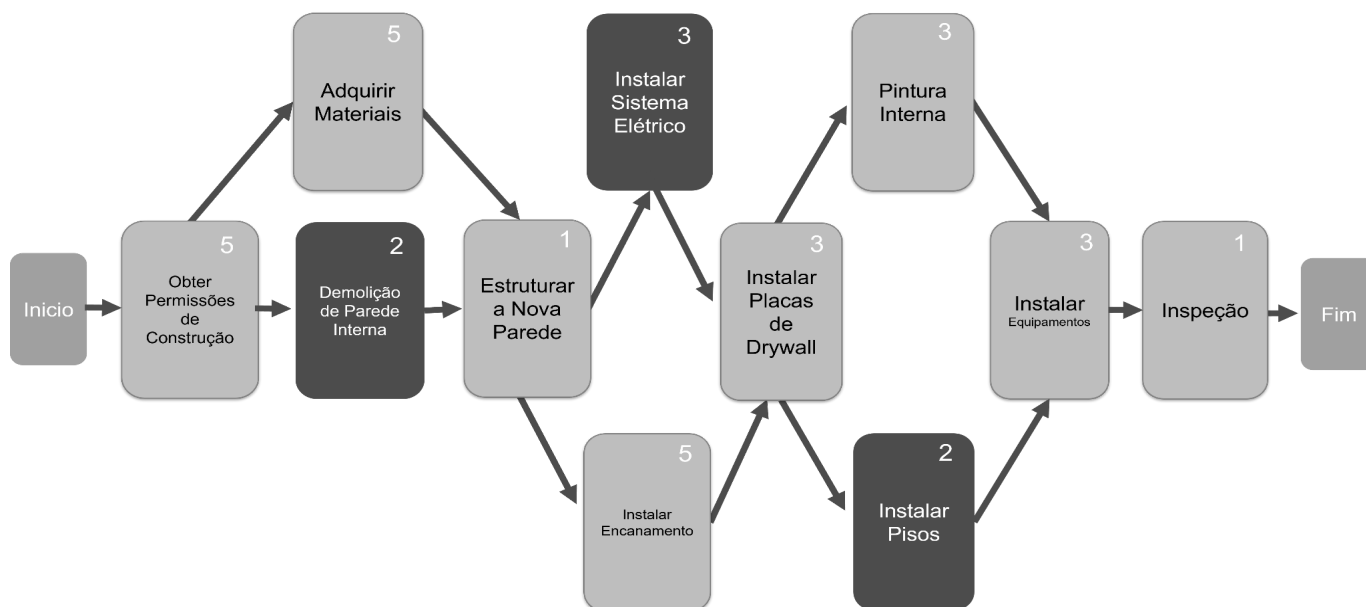 Inicio
5
Obter
Permissões
de
Construção
5
Adquirir
Materiais
2
Demolição
de Parede
Interna
1
Estruturar
a Nova
Parede
3
Instalar
Sistema
Elétrico
5
Instalar
Encanamento
3
Instalar
Placas
de
Drywall
3
Pintura
Interna
2
Instalar
Pisos
3
Instalar
Equipamentos
1
Inspeção
Fim